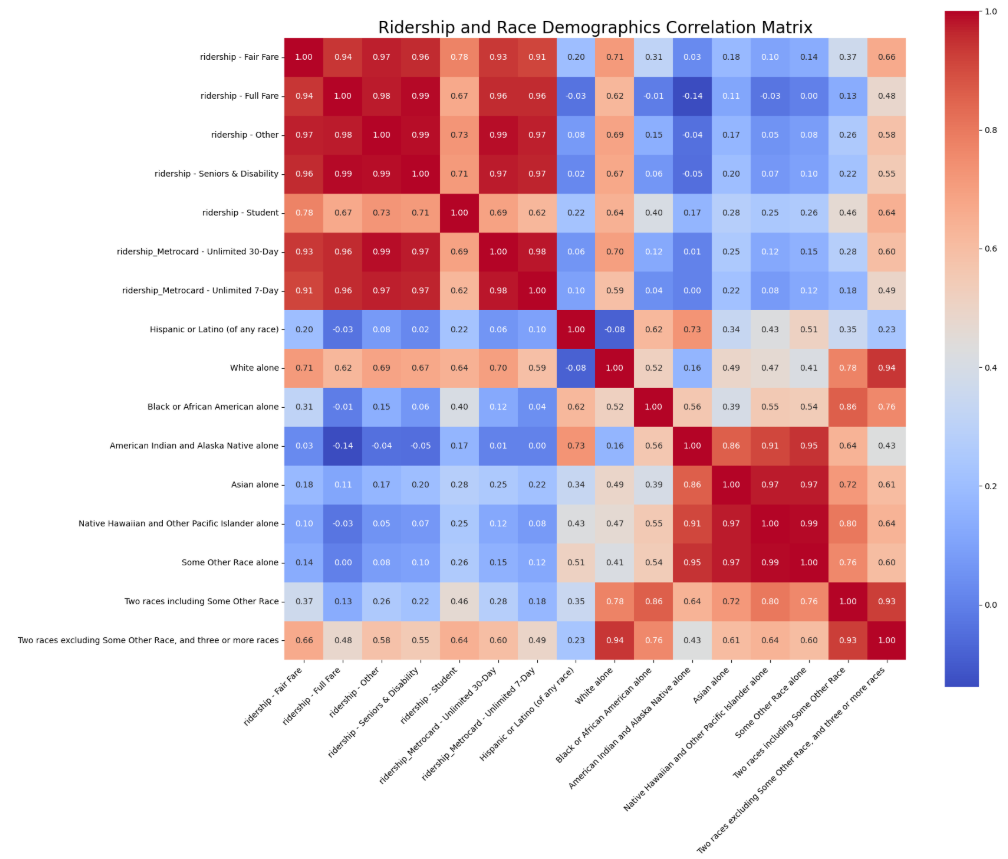 Ridership and Race Demographics Correlation Matrix
ridership - Fair Fare 1.00 0.94 0.97 0.96 0.78 0.93 0.91 0.20 0.71 0.31 0.03 0.18 0.10 0.14 0.37 0.66
ridership - Full Fare 0.94 1.00 0.98 0.99 0.67 0.96 0.96 -0.03 0.62 -0.01 -0.14 0.11 -0.03 0.00 0.13 0.48
ridership - Other 0.97 0.98 1.00 0.99 0.73 0.99 0.97 0.08 0.69 0.15 -0.04 0.17 0.05 0.08 0.26 0.58
ridership - Seniors & Disability 0.96 0.99 0.99 1.00 0.71 0.97 0.97 0.02 0.67 0.06 -0.05 0.20 0.07 0.10 0.22 0.55
ridership - Student 0.78 0.67 0.73 0.71 1.00 0.69 0.62 0.22 0.64 0.40 0.17 0.28 0.25 0.26 0.46 0.64
ridership_Metrocard - Unlimited 30-Day 0.93 0.96 0.99 0.97 0.69 1.00 0.98 0.06 0.70 0.12 0.01 0.25 0.12 0.15 0.28 0.60
ridership_Metrocard - Unlimited 7-Day 0.91 0.96 0.97 0.97 0.62 0.98 1.00 0.10 0.59 0.04 0.00 0.22 0.08 0.12 0.18 0.49
Hispanic or Latino (of any race) 0.20 -0.03 0.08 0.02 0.22 0.06 0.10 1.00 -0.08 0.62 0.73 0.34 0.43 0.51 0.35 0.23
White alone 0.71 0.62 0.69 0.67 0.64 0.70 0.59 -0.08 1.00 0.52 0.16 0.49 0.47 0.41 0.78 0.94
Black or African American alone 0.31 -0.01 0.15 0.06 0.40 0.12 0.04 0.62 0.52 1.00 0.56 0.39 0.55 0.54 0.86 0.76
American Indian and Alaska Native alone 0.03 -0.14 -0.04 -0.05 0.17 0.01 0.00 0.73 0.16 0.56 1.00 0.86 0.91 0.95 0.64 0.43
Asian alone 0.18 0.11 0.17 0.20 0.28 0.25 0.22 0.34 0.49 0.39 0.86 1.00 0.97 0.97 0.72 0.61
Native Hawaiian and Other Pacific Islander alone 0.10 -0.03 0.05 0.07 0.25 0.12 0.08 0.43 0.47 0.55 0.91 0.97 1.00 0.99 0.80 0.64
Some Other Race alone 0.14 0.00 0.08 0.10 0.26 0.15 0.12 0.51 0.41 0.54 0.95 0.97 0.99 1.00 0.76 0.60
Two races including Some Other Race 0.37 0.13 0.26 0.22 0.46 0.28 0.18 0.35 0.78 0.86 0.64 0.72 0.80 0.76 1.00 0.93
Two races excluding Some Other Race, and three or more races 0.66 0.48 0.58 0.55 0.64 0.60 0.49 0.23 0.94 0.76 0.43 0.61 0.64 0.60 0.93 1.00
ridership - Fair Fare
ridership - Full Fare
ridership - Other
ridership - Seniors & Disability
ridership - Student
ridership_Metrocard - Unlimited 30-Day
ridership_Metrocard - Unlimited 7-Day
Hispanic or Latino (of any race)
White alone
Black or African American alone
American Indian and Alaska Native alone
Asian alone
Native Hawaiian and Other Pacific Islander alone
Some Other Race alone
Two races including Some Other Race
Two races excluding Some Other Race, and three or more races
1.0
0.8
0.6
0.4
0.2
0.0